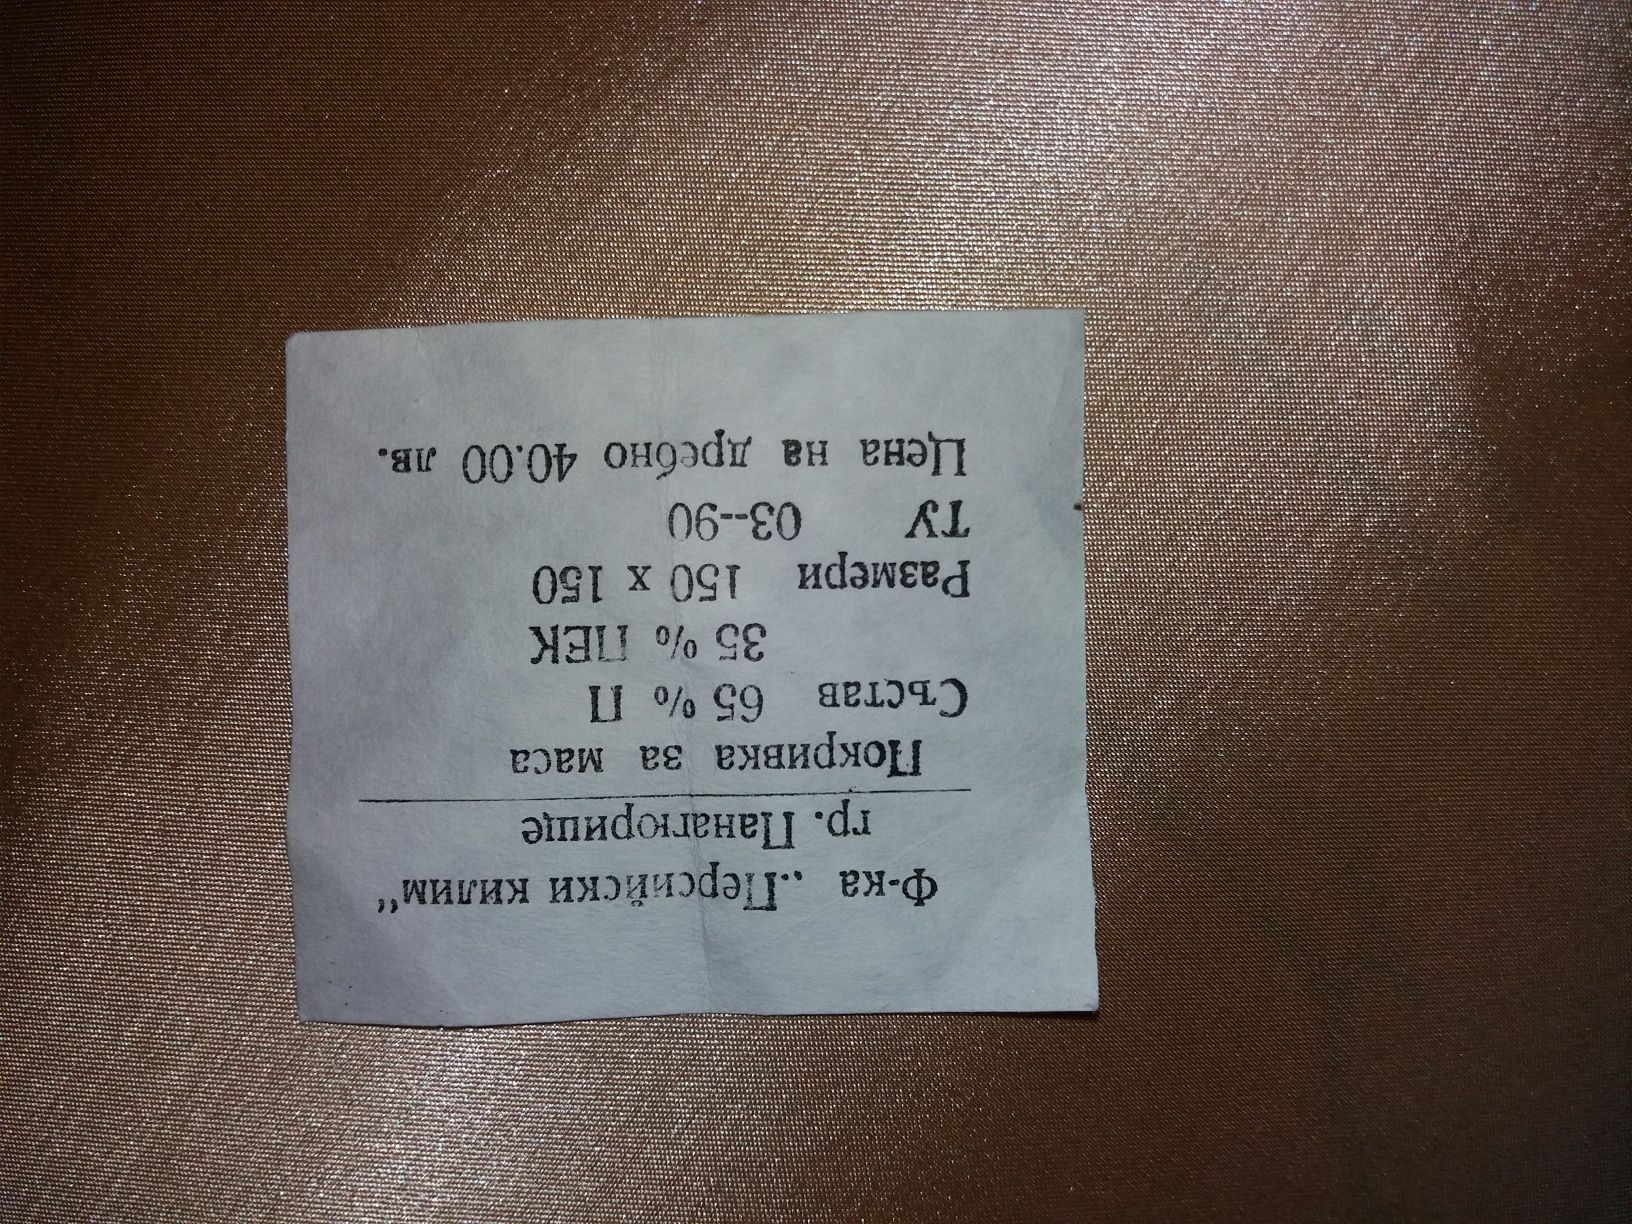 Ф-ка „Персийски килим“
гр. Панагюрище
Покривка за маса
Състав 65 % П
35 % ПЕК
Размери 150 х 150
ТУ 03--90
Цена на дребно 40.00 лв.